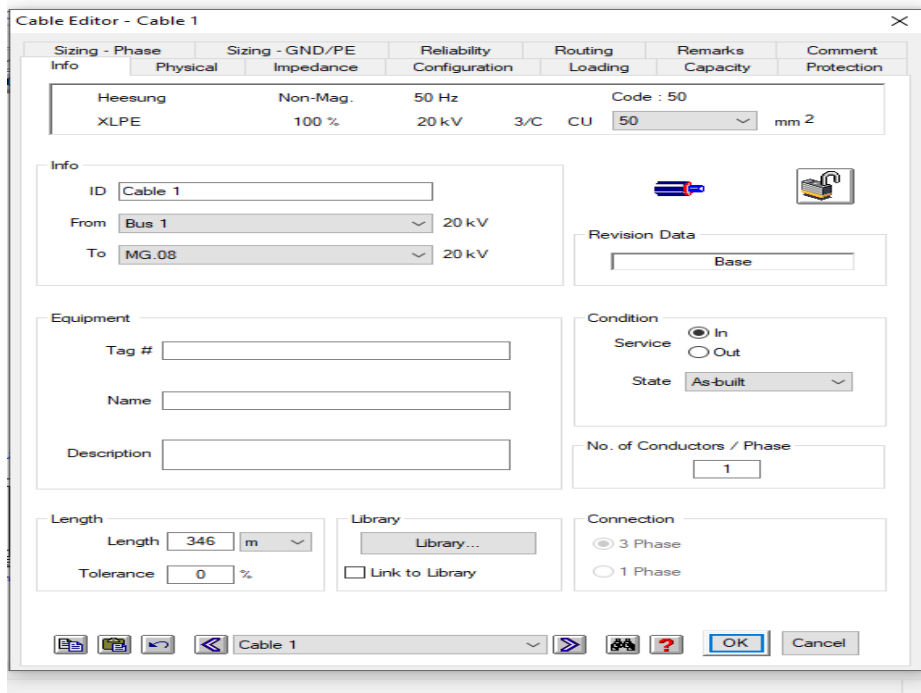 Cable Editor - Cable 1
Sizing - Phase Sizing - GND/PE Reliability Routing Remarks Comment
Info Physical Impedance Configuration Loading Capacity Protection
Heesung Non-Mag. 50 Hz Code : 50
XLPE 100 % 20 kV 3/C CU 50 mm 2
Info
ID Cable 1
From Bus 1 20 kV
To MG.08 20 kV
Revision Data
Base
Equipment
Tag #
Name
Description
Condition
Service In
Out
State As-built
No. of Conductors / Phase
1
Length
Length 346 m
Tolerance 0 %
Library
Library...
Link to Library
Connection
3 Phase
1 Phase
Cable 1 ? OK Cancel